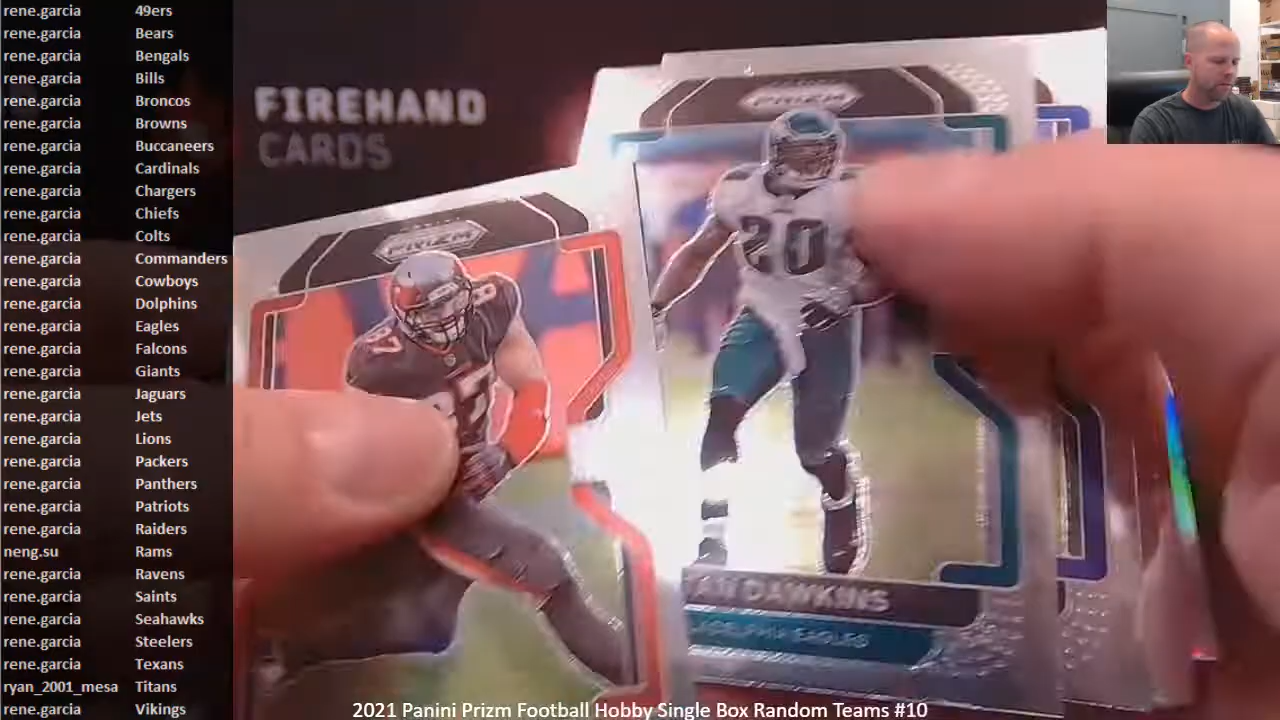 rene.garcia 49ers
rene.garcia Bears
rene.garcia Bengals
rene.garcia Bills
rene.garcia Broncos
rene.garcia Browns
rene.garcia Buccaneers
rene.garcia Cardinals
rene.garcia Chargers
rene.garcia Chiefs
rene.garcia Colts
rene.garcia Commanders
rene.garcia Cowboys
rene.garcia Dolphins
rene.garcia Eagles
rene.garcia Falcons
rene.garcia Giants
rene.garcia Jaguars
rene.garcia Jets
rene.garcia Lions
rene.garcia Packers
rene.garcia Panthers
rene.garcia Patriots
rene.garcia Raiders
neng.su Rams
rene.garcia Ravens
rene.garcia Saints
rene.garcia Seahawks
rene.garcia Steelers
rene.garcia Texans
ryan_2001_mesa Titans
rene.garcia Vikings
FIREHAND
CARDS
PRIZM
87
PRIZM
20
DAWKINS
EAGLES
2021 Panini Prizm Football Hobby Single Box Random Teams #10